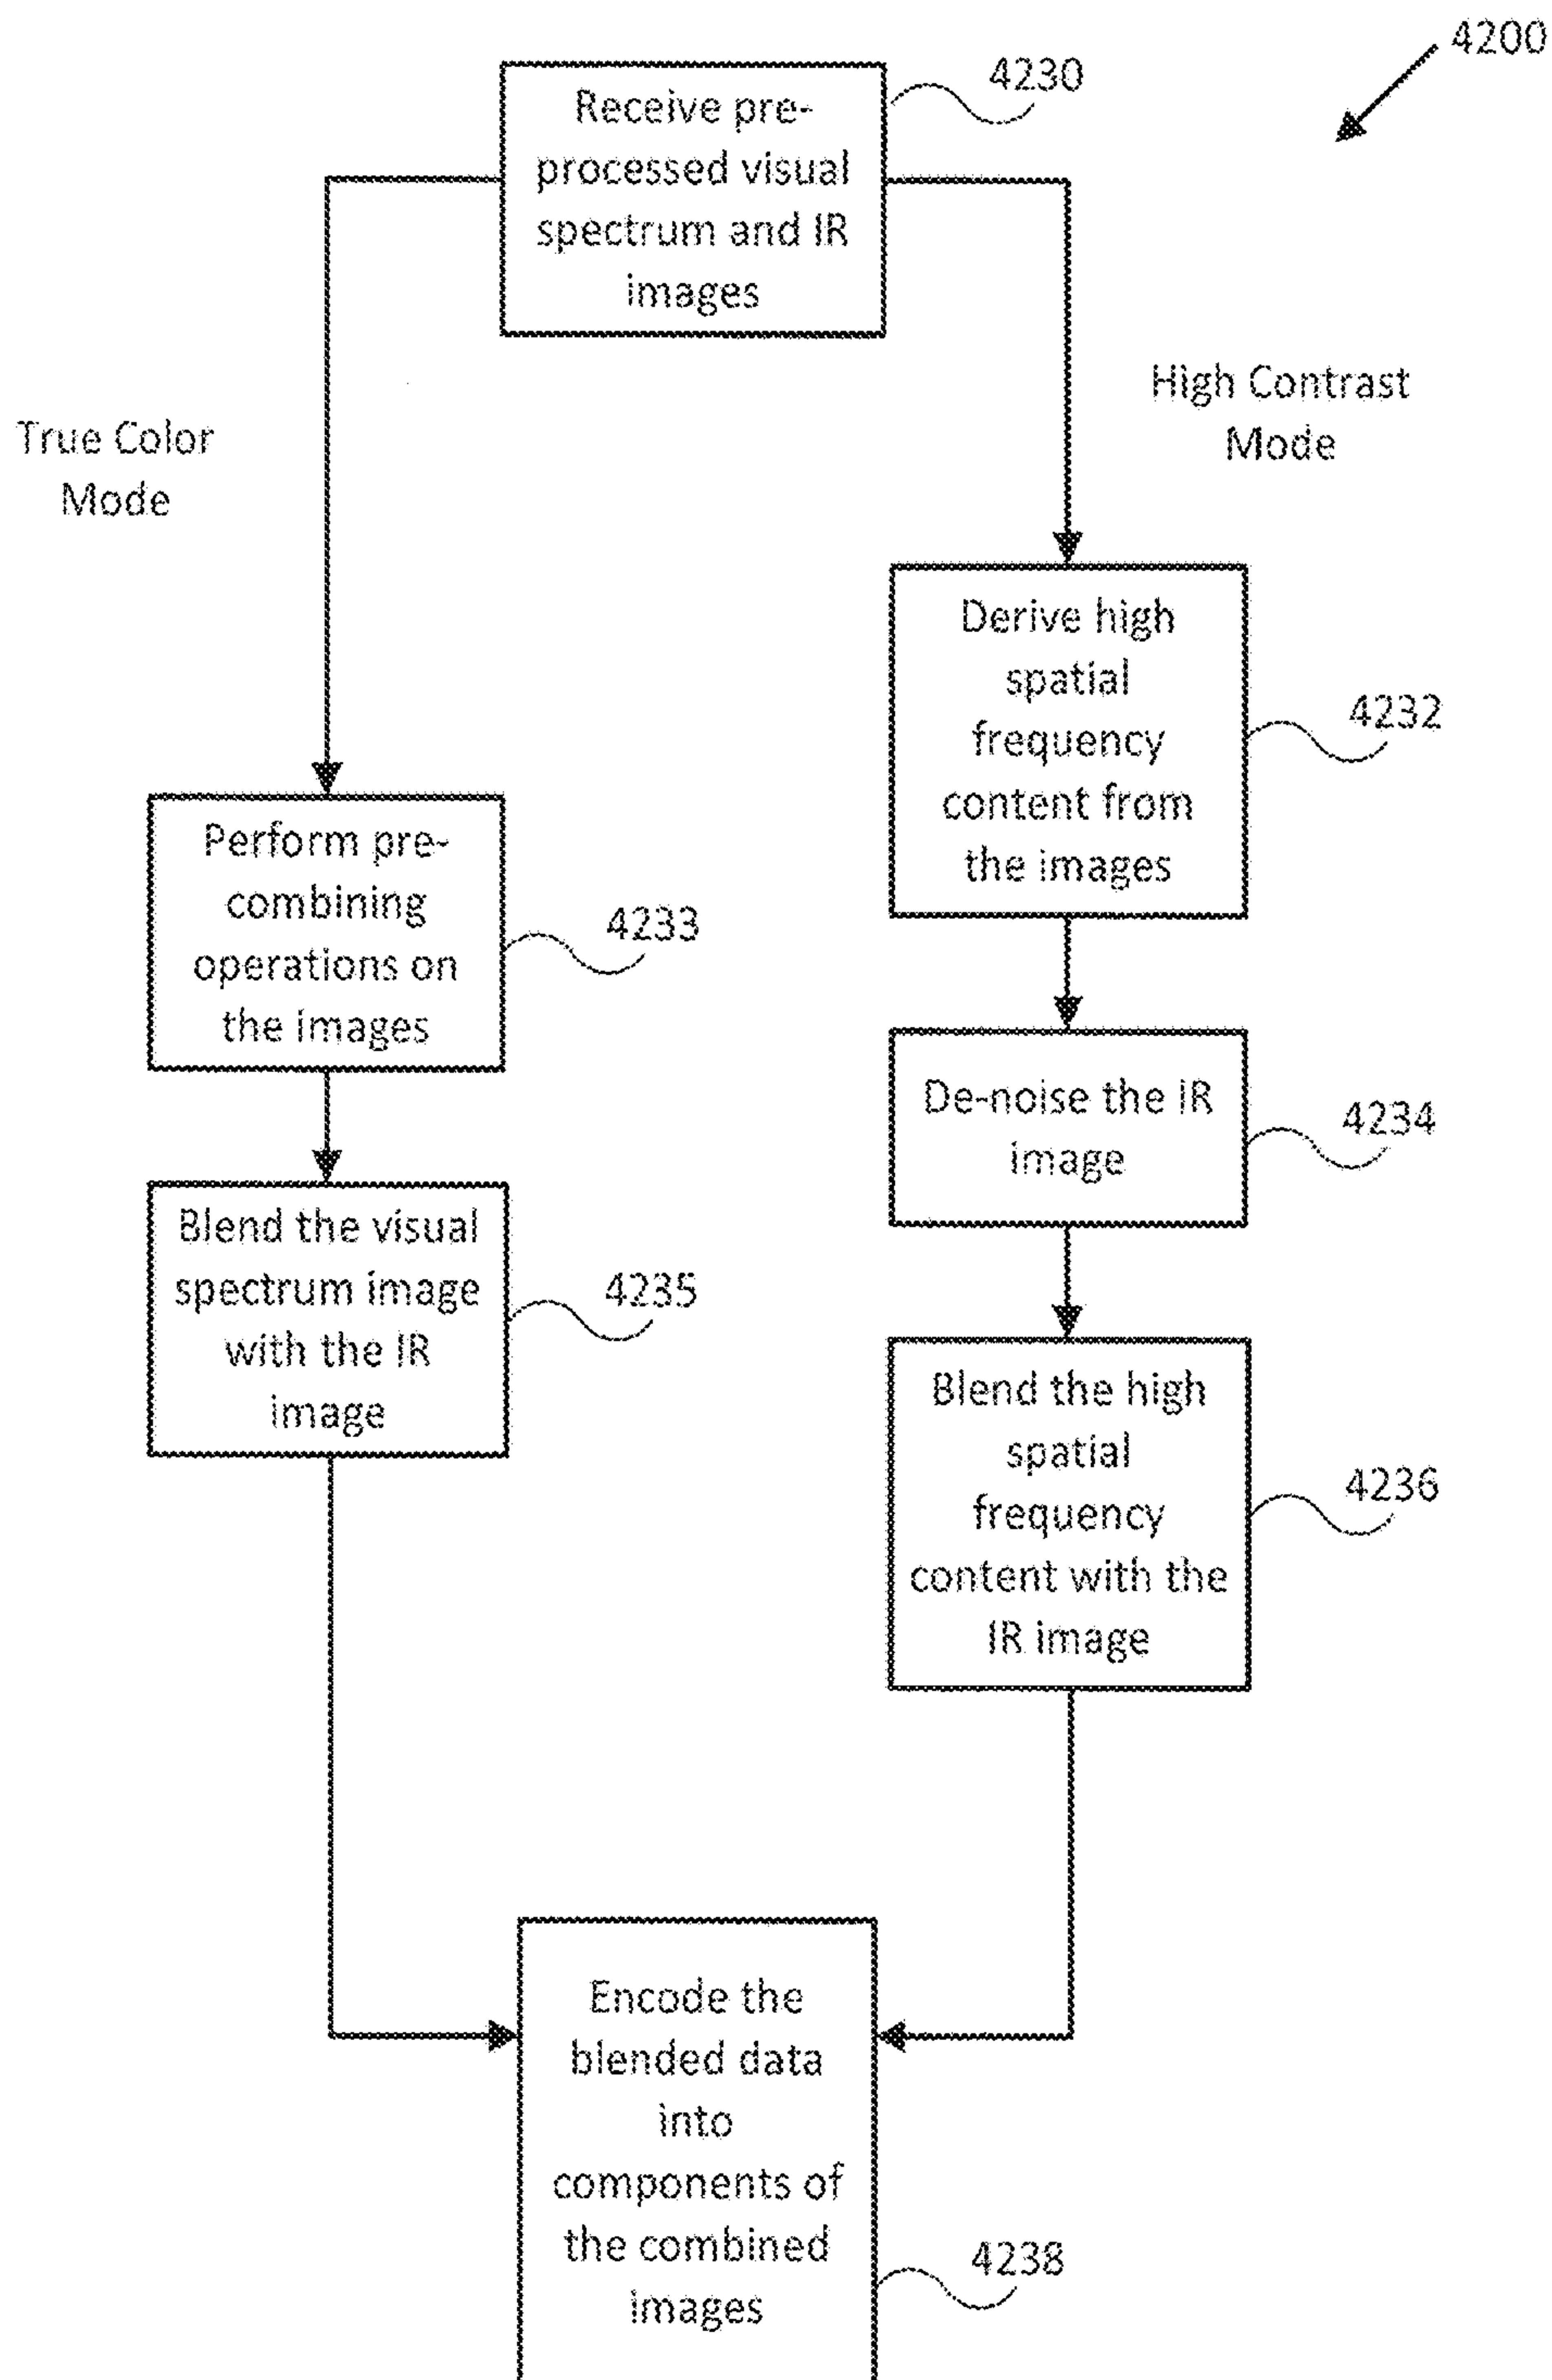 4200
4230
Receive pre-
processed visual
spectrum and IR
images
True Color
Mode
High Contrast
Mode
Derive high
spatial
frequency
content from
the images
4232
Perform pre-
combining
operations on
the images
4233
De-noise the IR
image
4234
Blend the visual
spectrum image
with the IR
image
4235
Blend the high
spatial
frequency
content with the
IR image
4236
Encode the
blended data
into
components of
the combined
images
4238